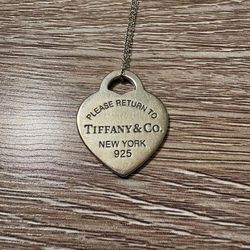 PLEASE RETURN TO
TIFFANY & CO.
NEW YORK
925